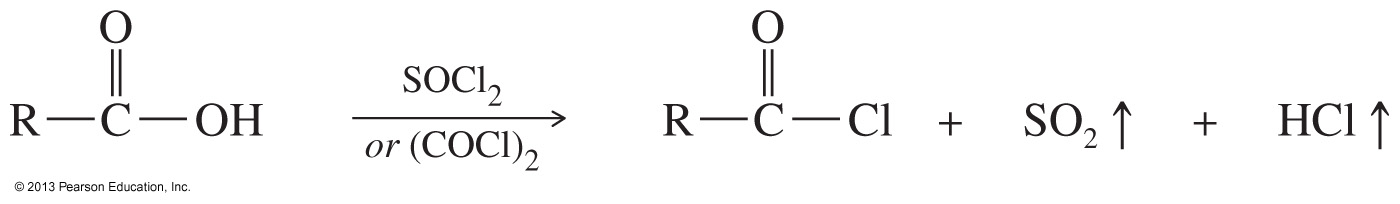 O O
R—C—OH SOCl₂ or (COCl)₂ R—C—Cl + SO₂↑ + HCl↑
© 2013 Pearson Education, Inc.